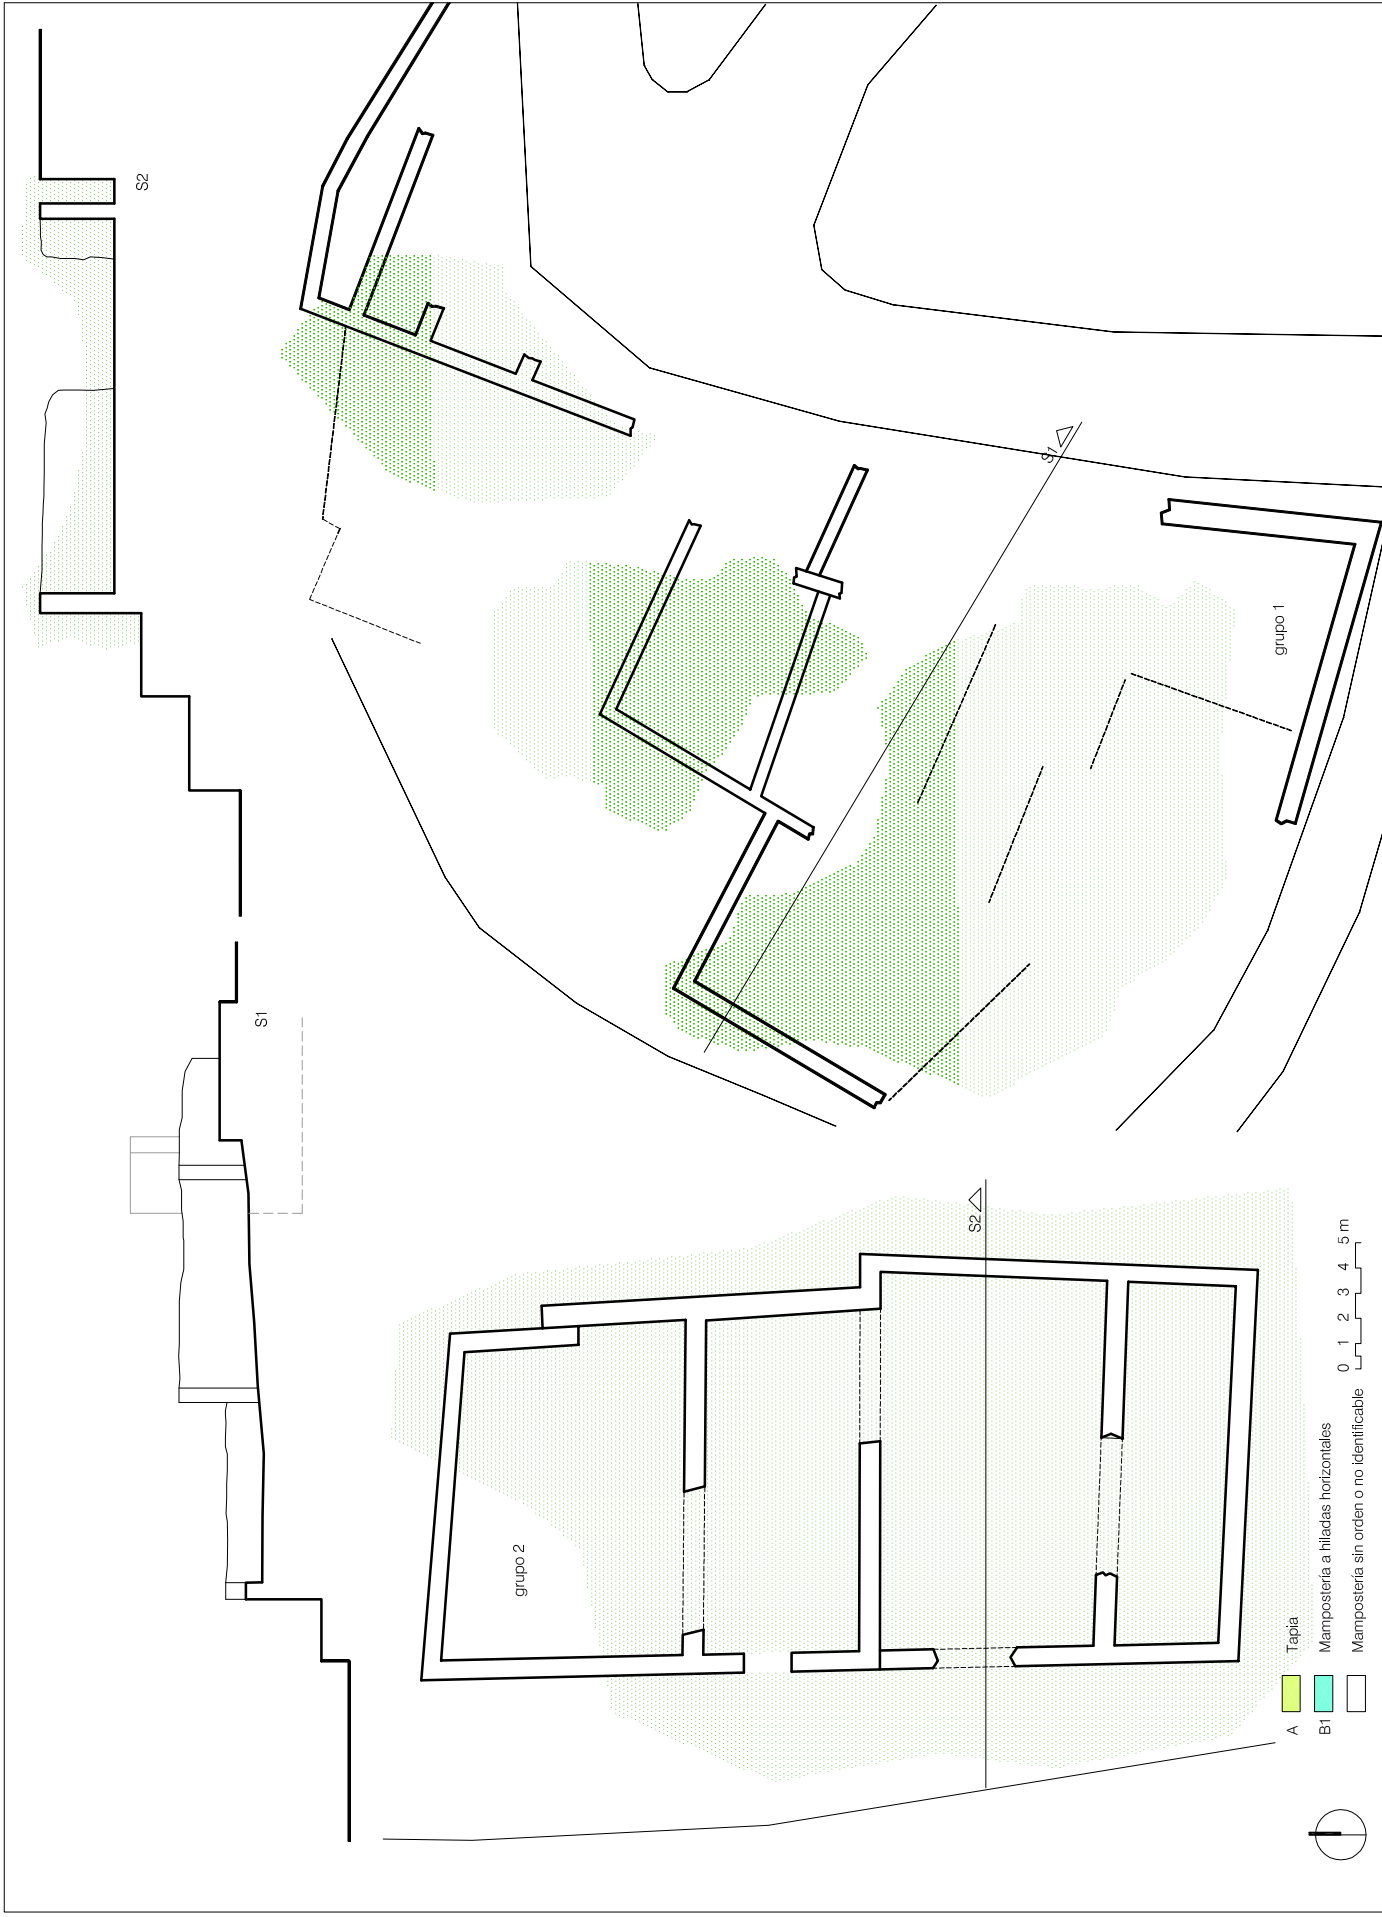 S2
S1
S1
grupo 1
S2
grupo 2
A Tapia
B1 Mampostería a hiladas horizontales
Mampostería sin orden o no identificable
0 1 2 3 4 5 m